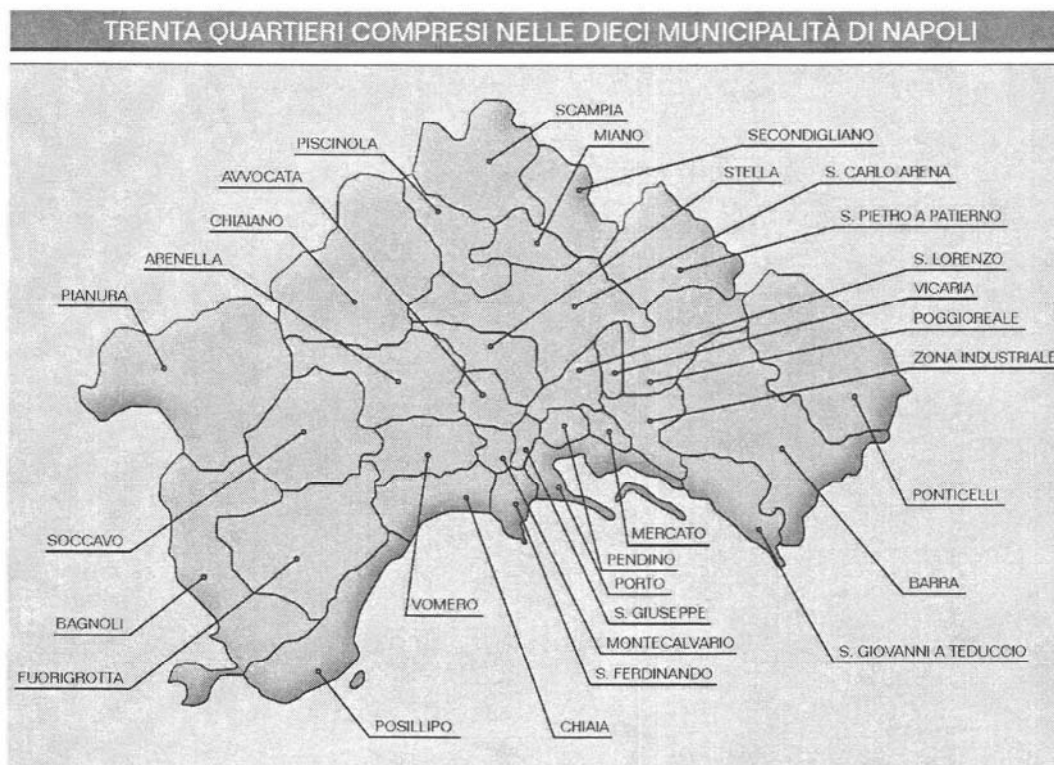 TRENTA QUARTIERI COMPRESI NELLE DIECI MUNICIPALITÀ DI NAPOLI
SCAMPIA
MIANO
PISCINOLA
SECONDIGLIANO
AVVOCATA
STELLA
S. CARLO ARENA
CHIAIANO
S. PIETRO A PATIERNO
ARENELLA
S. LORENZO
PIANURA
VICARIA
POGGIOREALE
ZONA INDUSTRIALE
PONTICELLI
SOCCAVO
MERCATO
PENDINO
BARRA
PORTO
VOMERO
S. GIUSEPPE
BAGNOLI
MONTECALVARIO
S. GIOVANNI A TEDUCCIO
FUORIGROTTA
S. FERDINANDO
POSILLIPO
CHIAIA